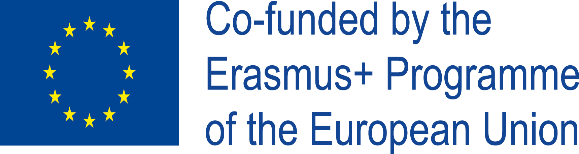 Co-funded by the
Erasmus+ Programme
of the European Union